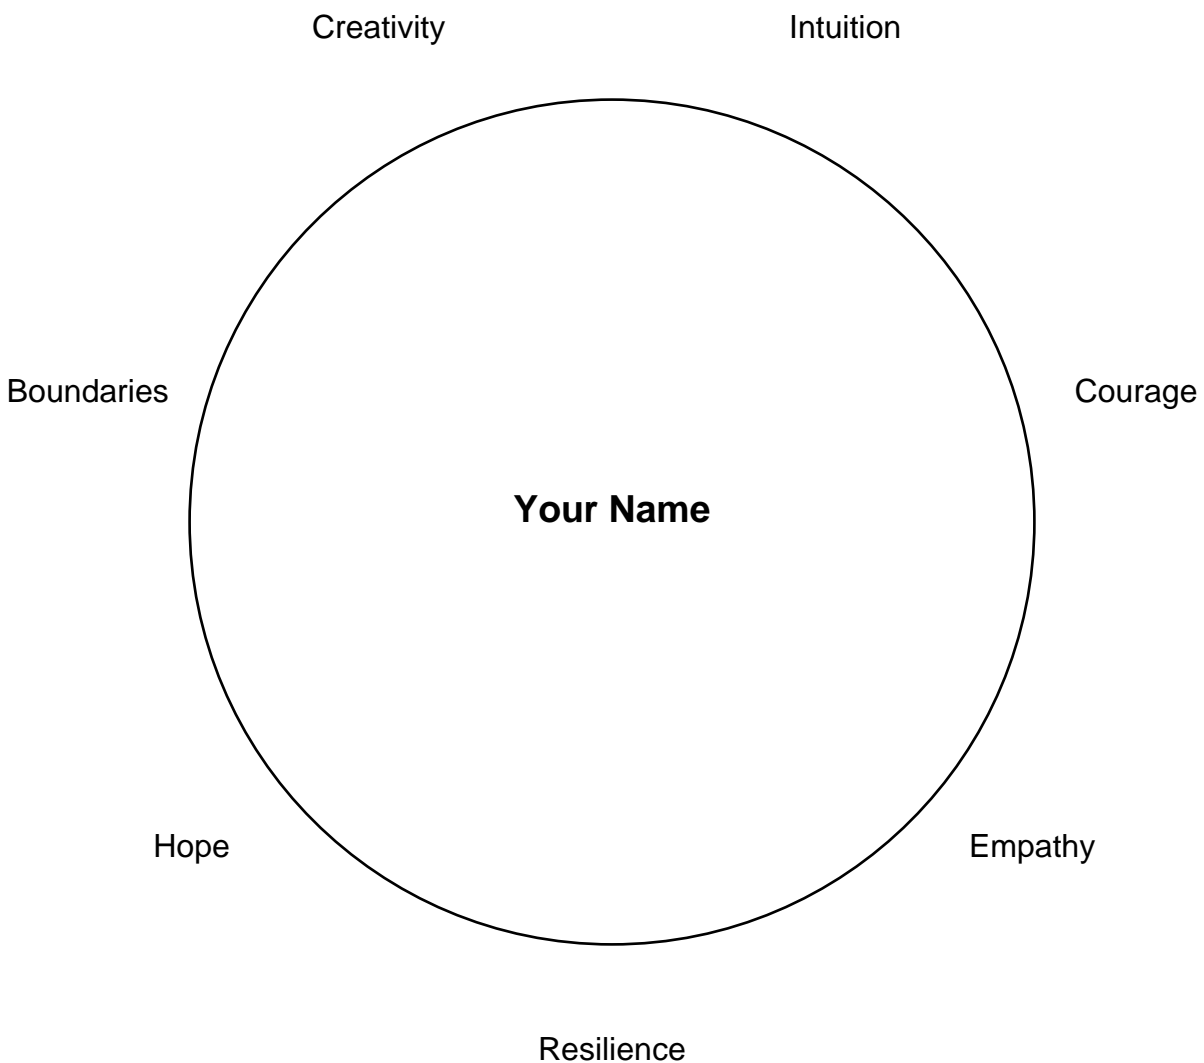 Creativity
Intuition
Boundaries
Courage
Your Name
Hope
Empathy
Resilience